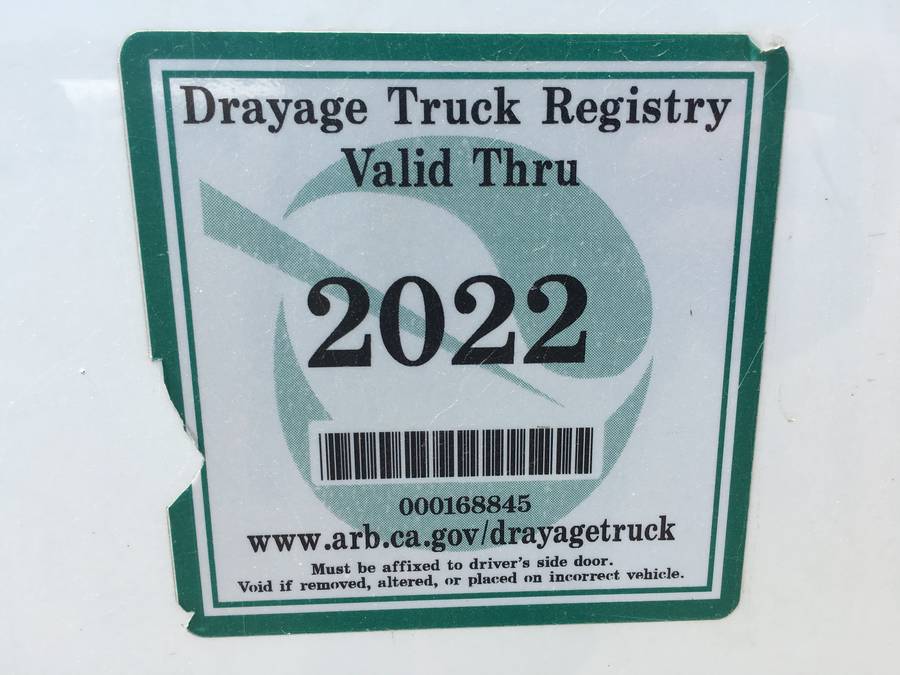 Drayage Truck Registry
Valid Thru
2022
000168845
www.arb.ca.gov/drayagetruck
Must be affixed to driver's side door.
Void if removed, altered, or placed on incorrect vehicle.